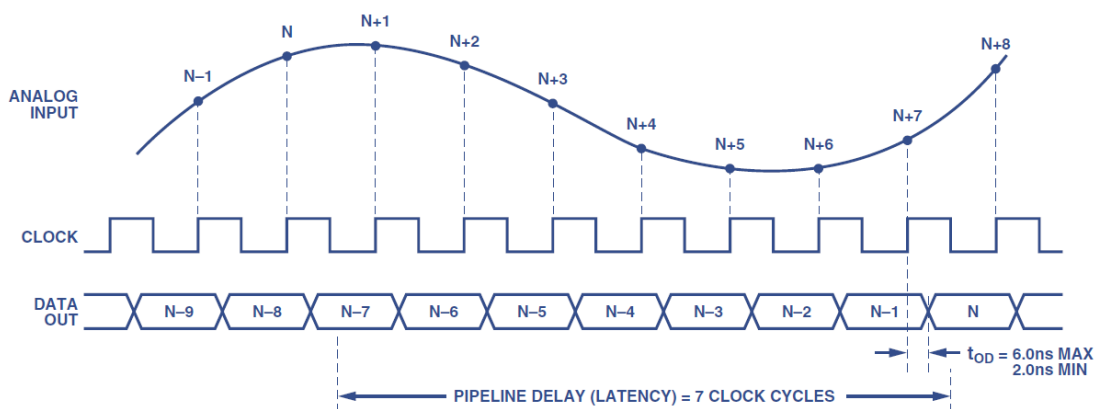 N+1
N
N+2
N+8
N–1
ANALOG
INPUT
N+3
N+7
N+4
N+5
N+6
CLOCK
DATA
OUT
N–9 N–8 N–7 N–6 N–5 N–4 N–3 N–2 N–1 N
tOD = 6.0ns MAX
2.0ns MIN
PIPELINE DELAY (LATENCY) = 7 CLOCK CYCLES